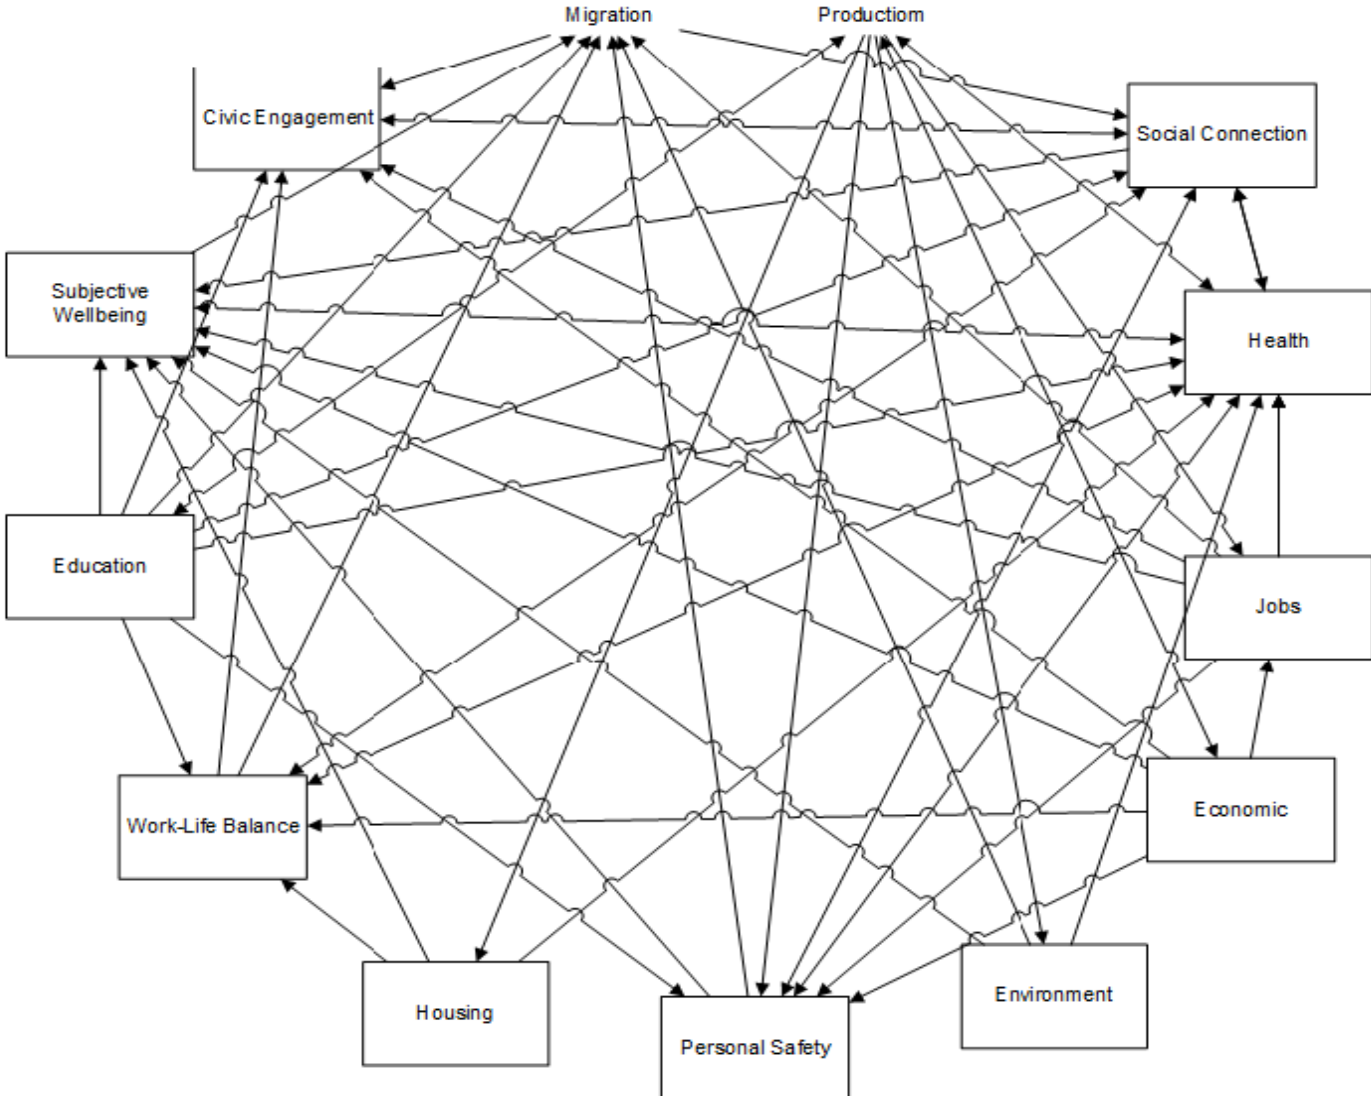 Migration
Productiom
Civic Engagement
Social Connection
Subjective
Wellbeing
Health
Education
Jobs
Work-Life Balance
Economic
Housing
Environment
Personal Safety